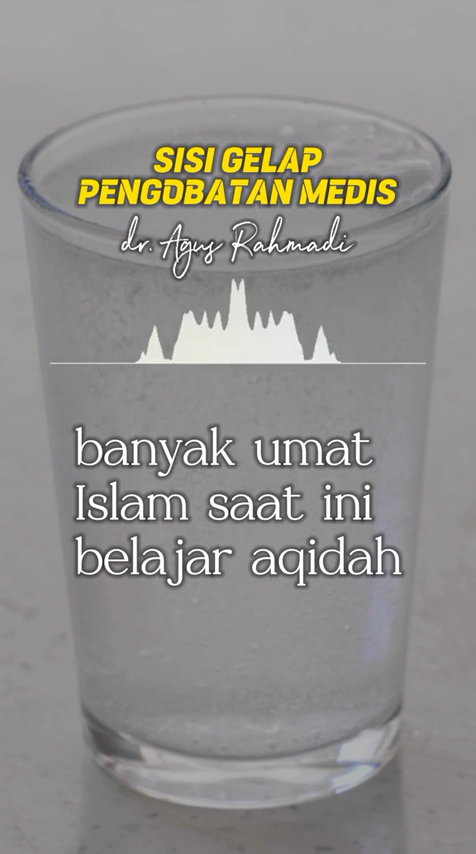 SISI GELAP
PENGOBATAN MEDIS
dr. Agus Rahmadi
banyak umat
Islam saat ini
belajar aqidah